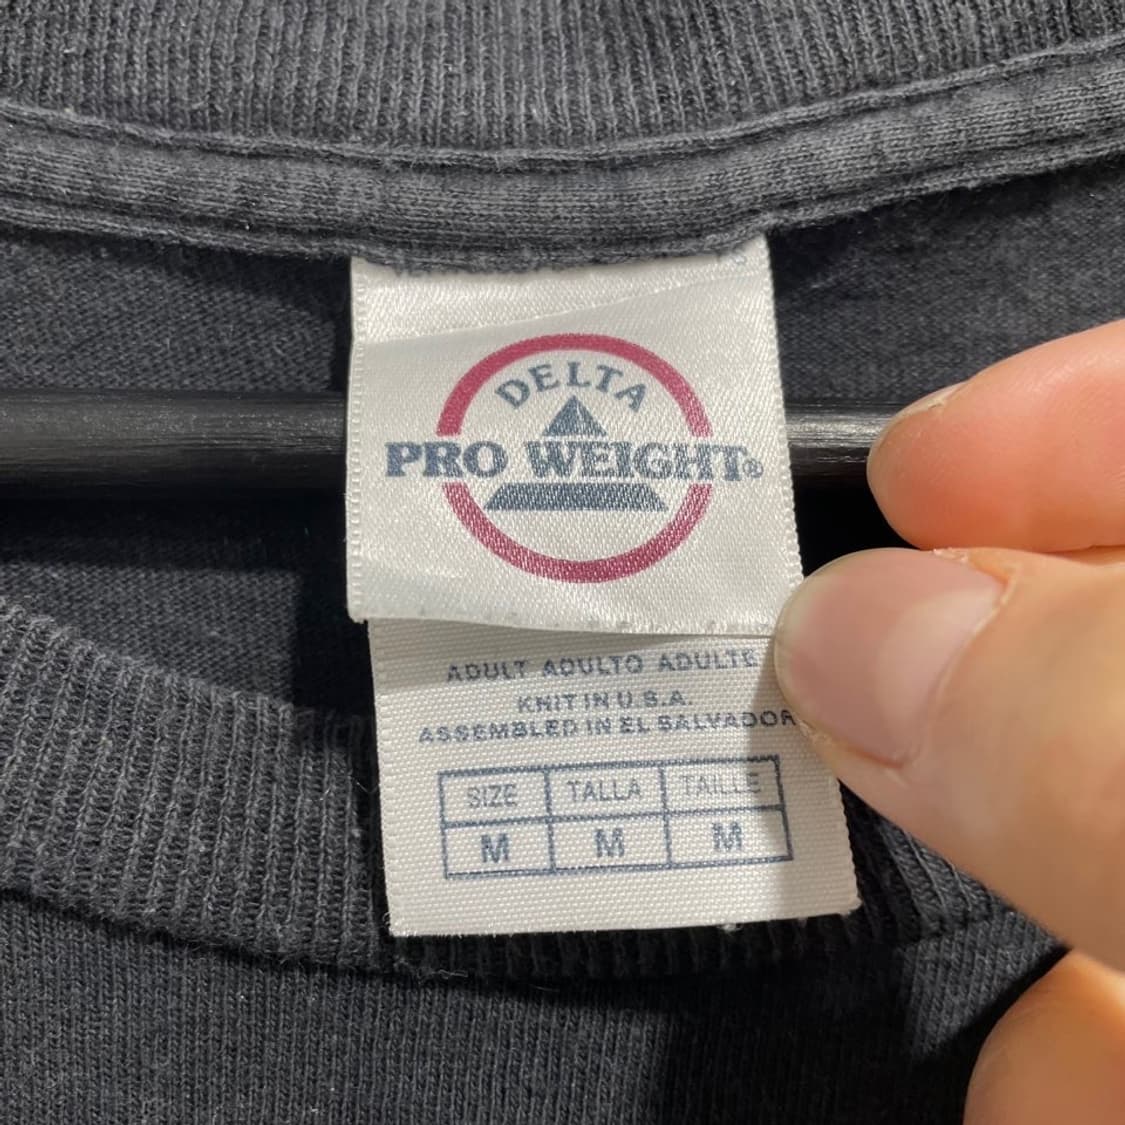 DELTA
PRO WEIGHT®
ADULT ADULTO ADULTE
KNIT IN U.S.A.
ASSEMBLED IN EL SALVADOR
SIZE TALLA TAILLE
M M M